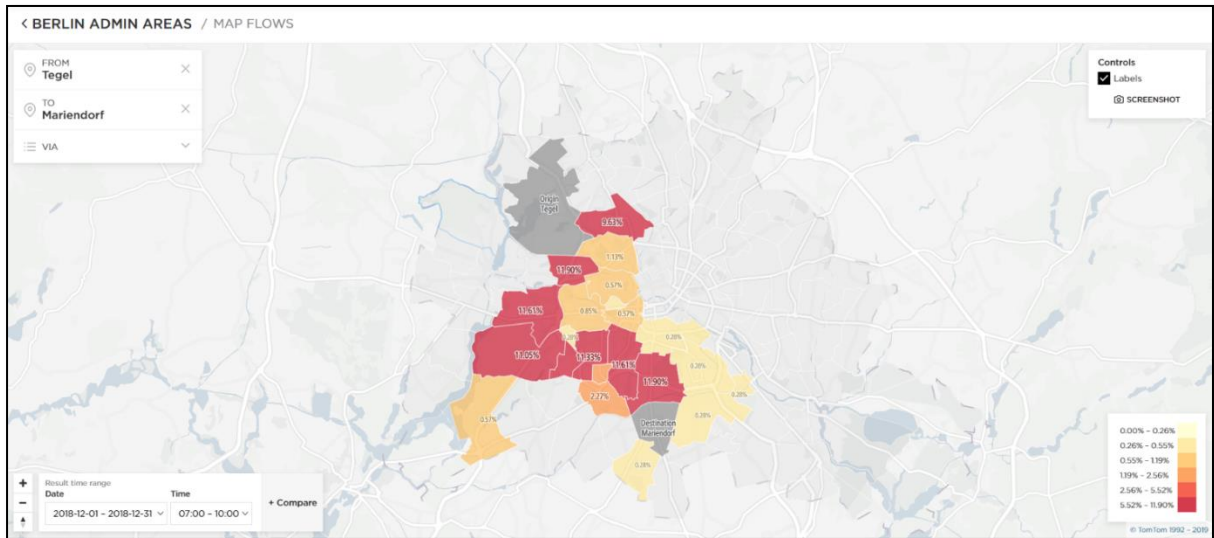 < BERLIN ADMIN AREAS / MAP FLOWS
FROM
Tegel
TO
Mariendorf
VIA
Controls
Labels
SCREENSHOT
Origin
Tegel
9.63%
1.13%
11.90%
0.57%
11.61%
0.85%
0.57%
0.28%
0.28%
11.05%
11.33%
11.61%
0.28%
11.90%
2.27%
0.28%
0.57%
Destination
Mariendorf
0.28%
0.28%
0.00% - 0.26%
0.26% - 0.55%
0.55% - 1.19%
1.19% - 2.56%
2.56% - 5.52%
5.52% - 11.90%
+
−
Result time range
Date
Time
2018-12-01 - 2018-12-31
07:00 - 10:00
+ Compare
© TomTom 1992 - 2019